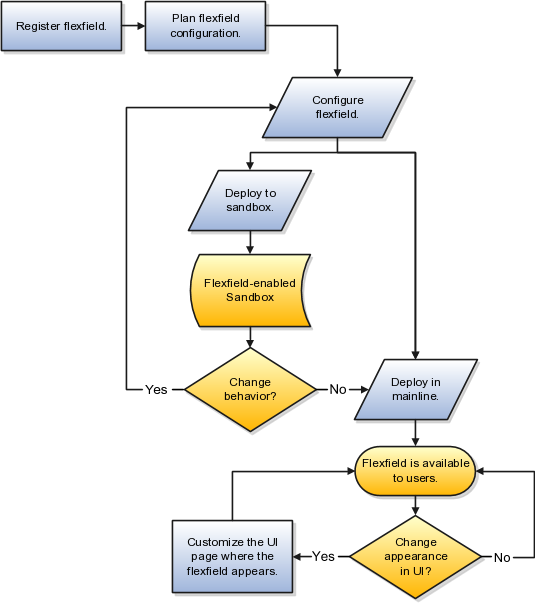 Register flexfield.
Plan flexfield
configuration.
Configure
flexfield.
Deploy to
sandbox.
Flexfield-enabled
Sandbox
Change
behavior?
Yes
No
Deploy in
mainline.
Flexfield is available
to users.
Change
appearance
in UI?
Yes
No
Customize the UI
page where the
flexfield appears.